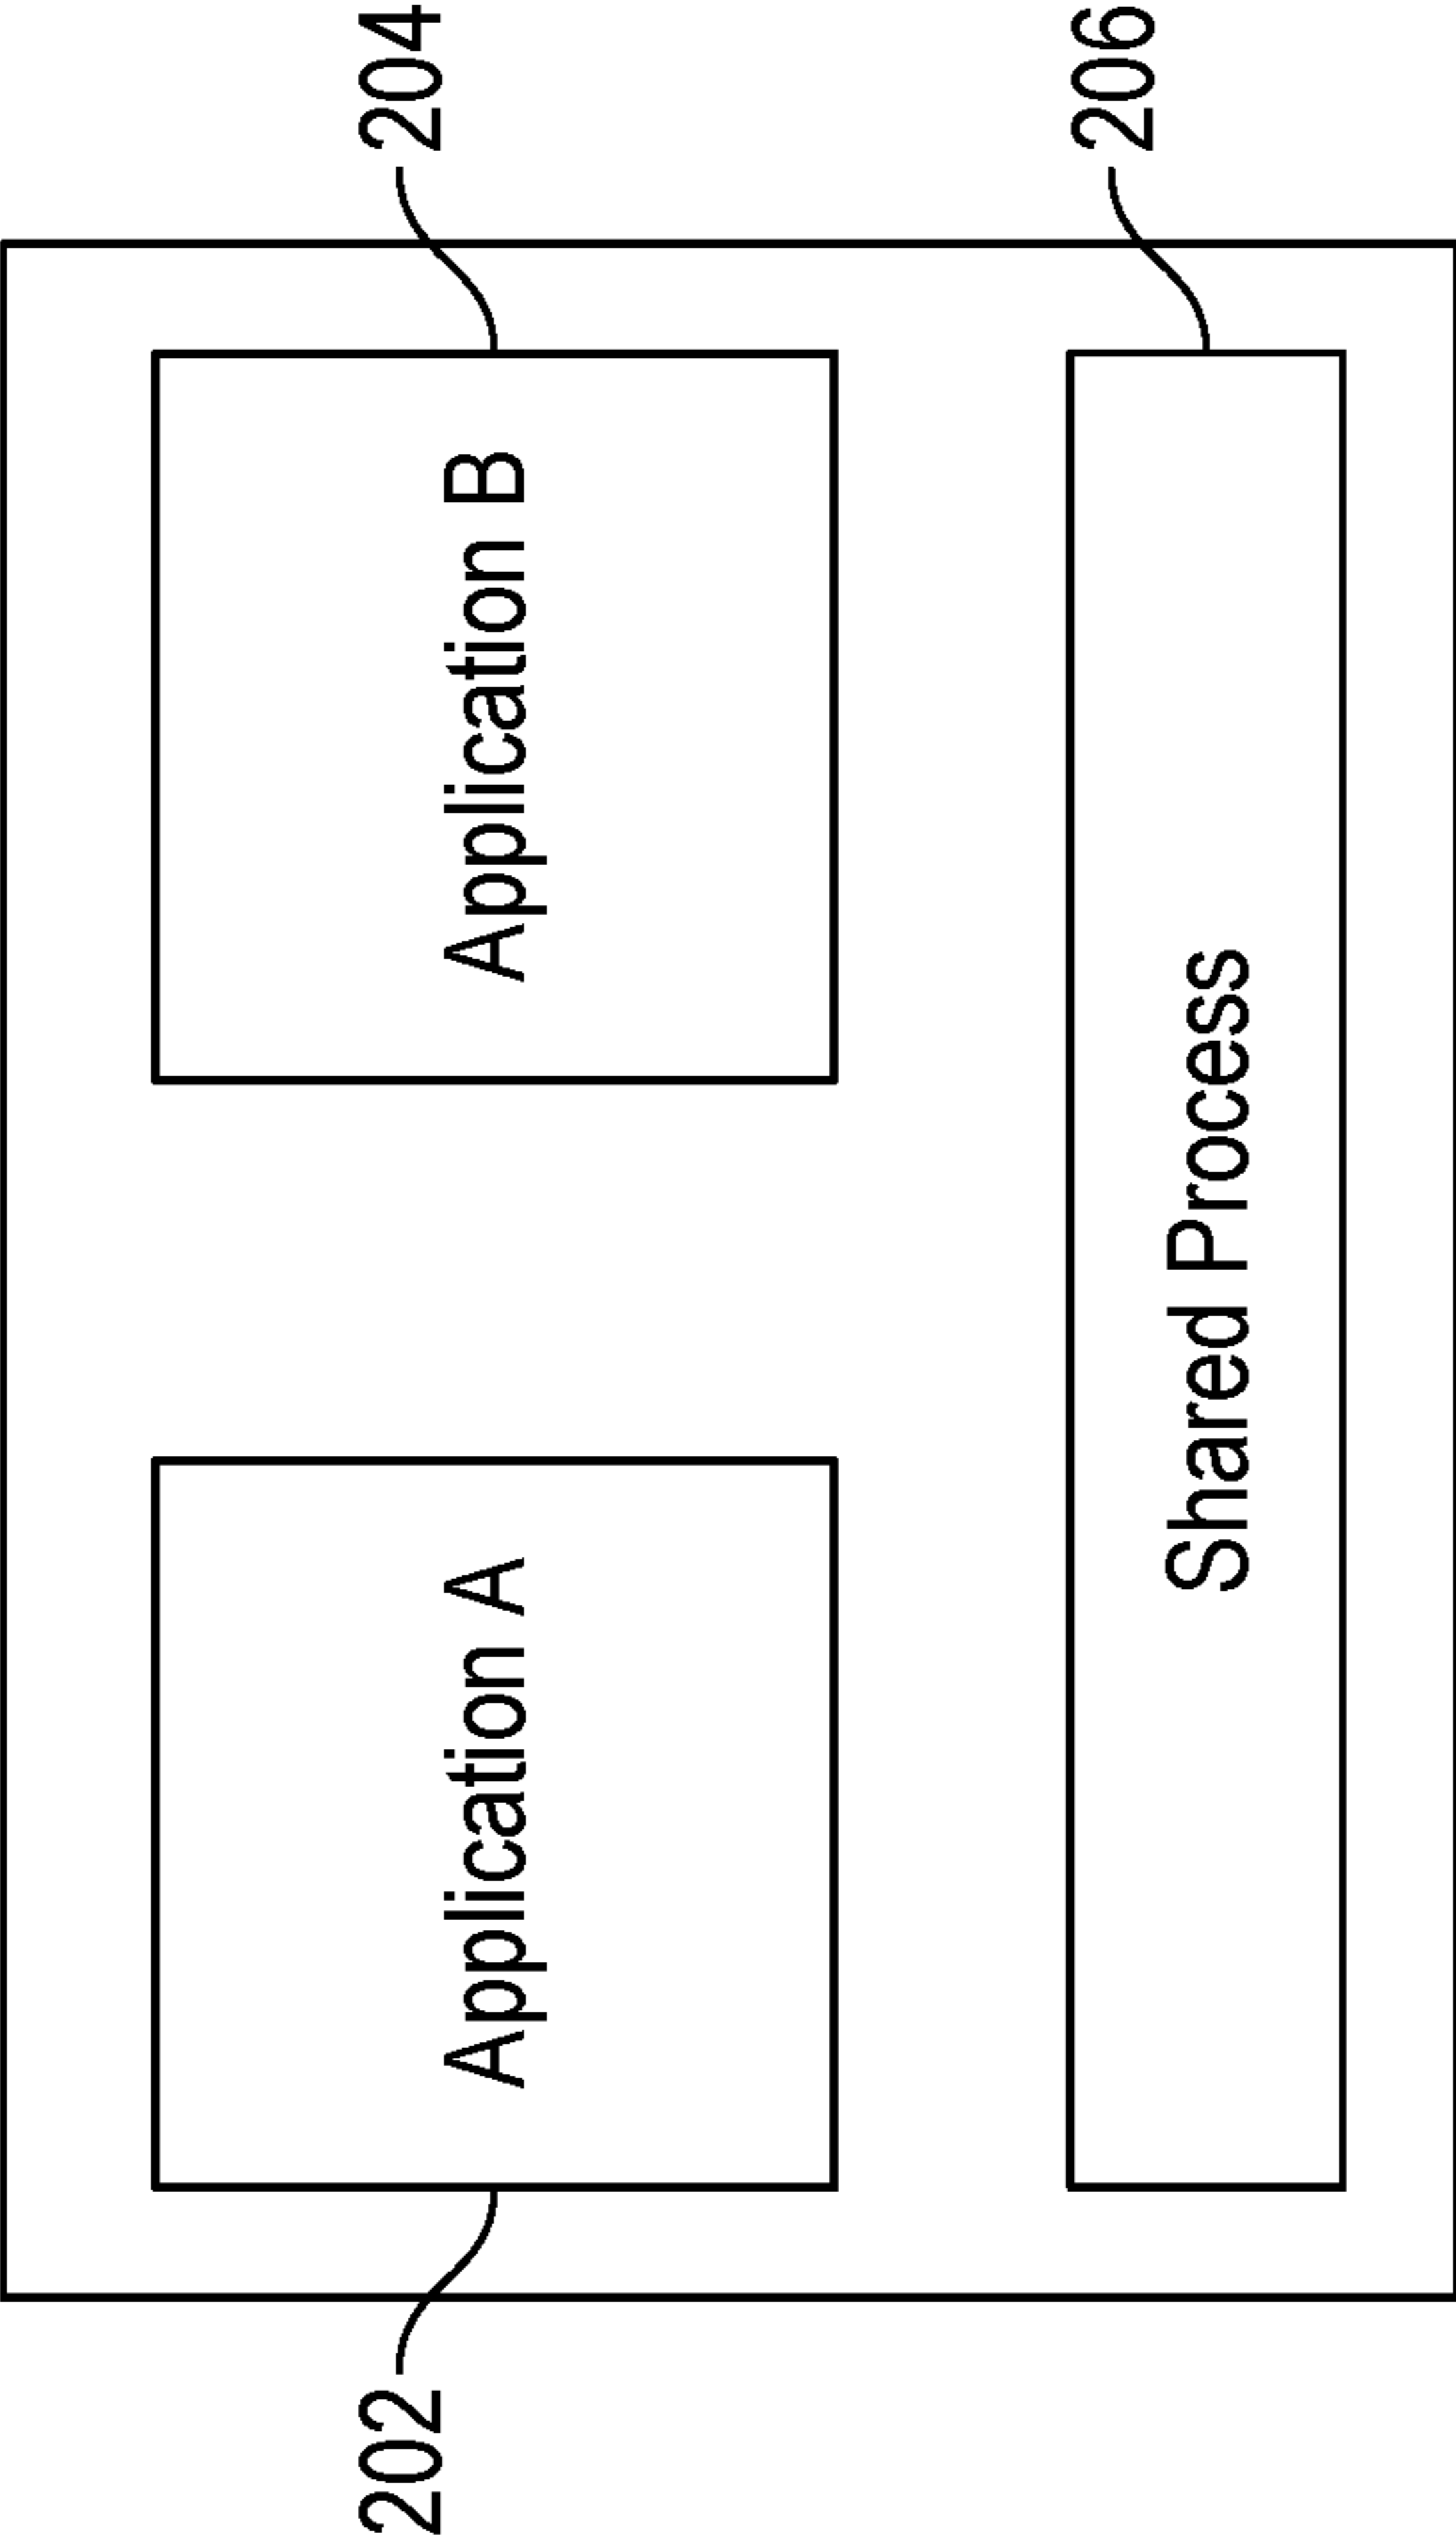 202
Application A
Application B
204
Shared Process
206